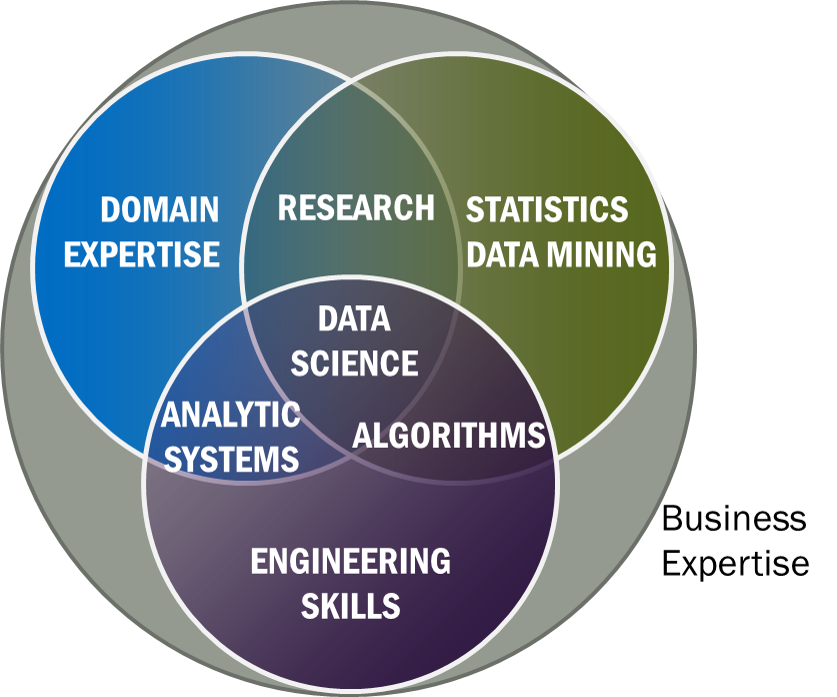 DOMAIN
EXPERTISE
RESEARCH
STATISTICS
DATA MINING
DATA
SCIENCE
ANALYTIC
SYSTEMS
ALGORITHMS
ENGINEERING
SKILLS
Business
Expertise